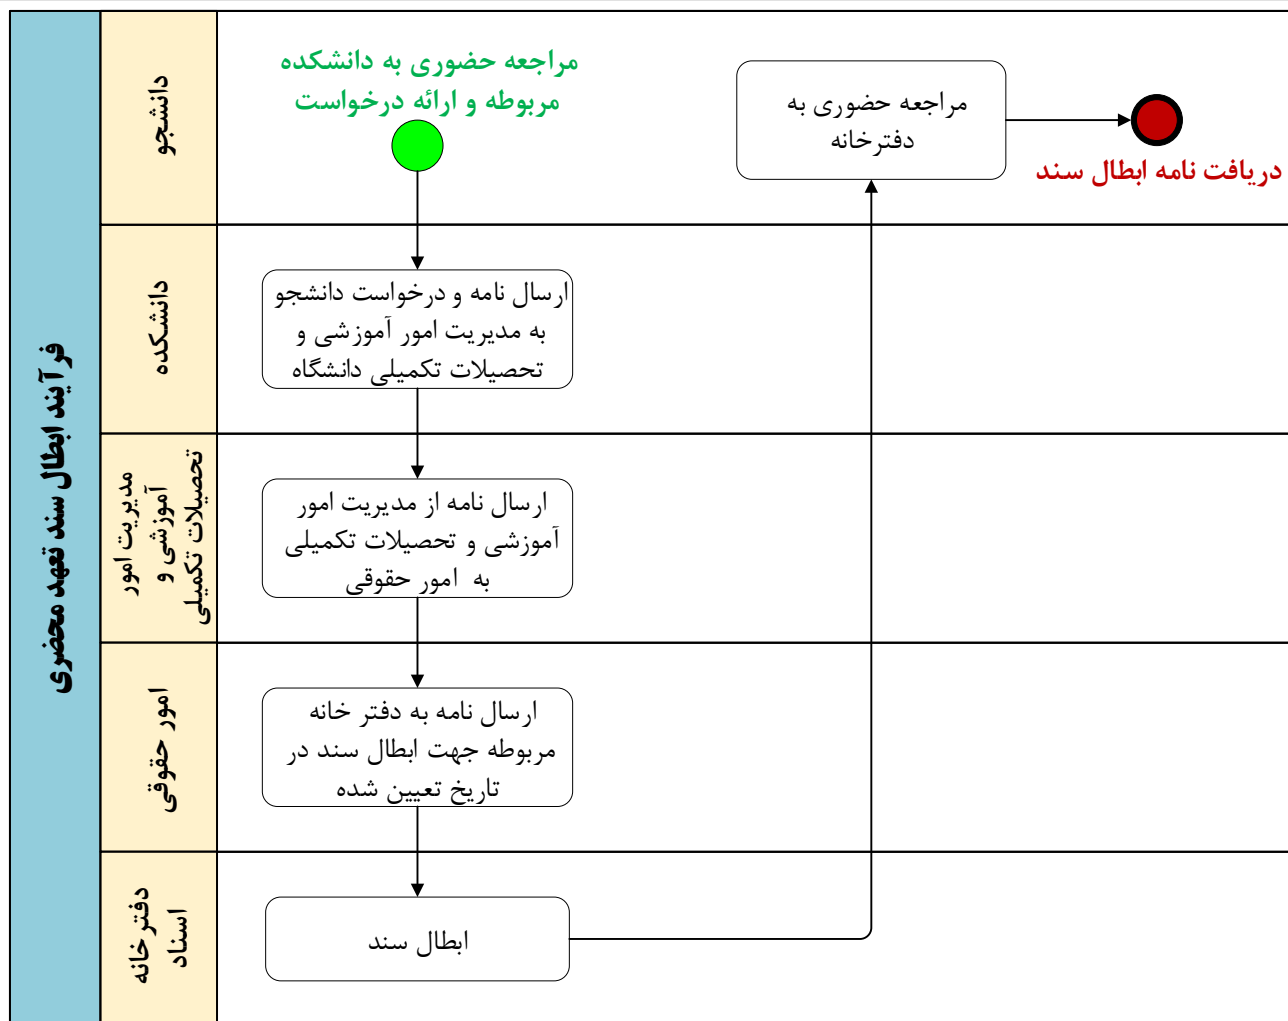 فرآیند ابطال سند تعهد محضری
دانشجو
مراجعه حضوری به دانشکده
مربوطه و ارائه درخواست
مراجعه حضوری به
دفترخانه
دریافت نامه ابطال سند
دانشکده
ارسال نامه و درخواست دانشجو
به مدیریت امور آموزشی و
تحصیلات تکمیلی دانشگاه
مدیریت امور
آموزشی و
تحصیلات تکمیلی
ارسال نامه از مدیریت امور
آموزشی و تحصیلات تکمیلی
به امور حقوقی
امور حقوقی
ارسال نامه به دفتر خانه
مربوطه جهت ابطال سند در
تاریخ تعیین شده
دفترخانه
اسناد
ابطال سند